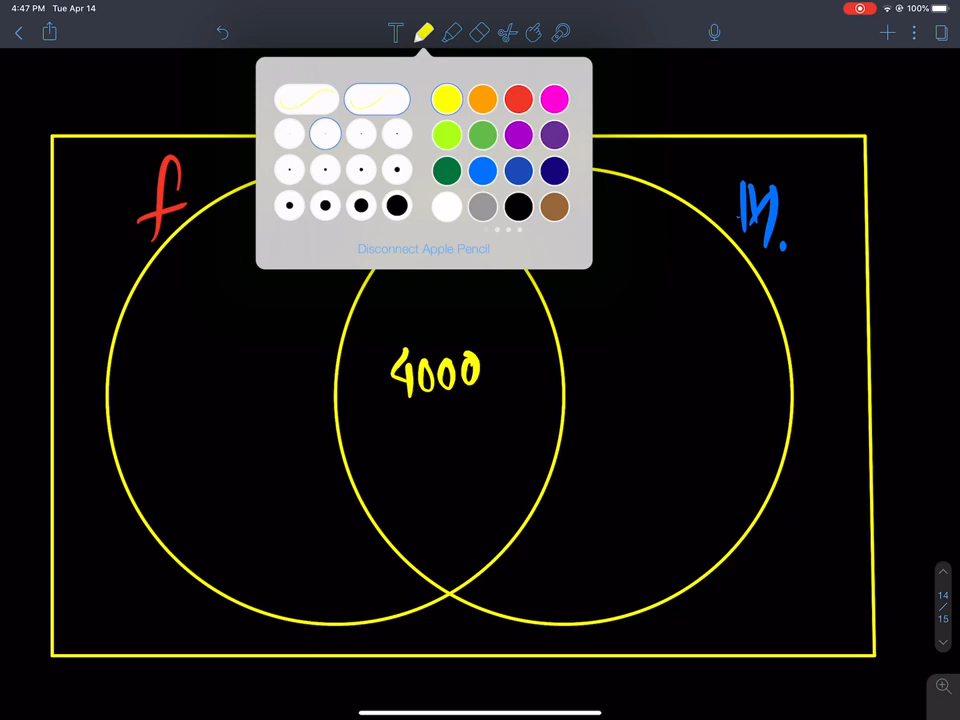 4:47 PM Tue Apr 14
100%
T
Disconnect Apple Pencil
f
M.
4000
14
/
15